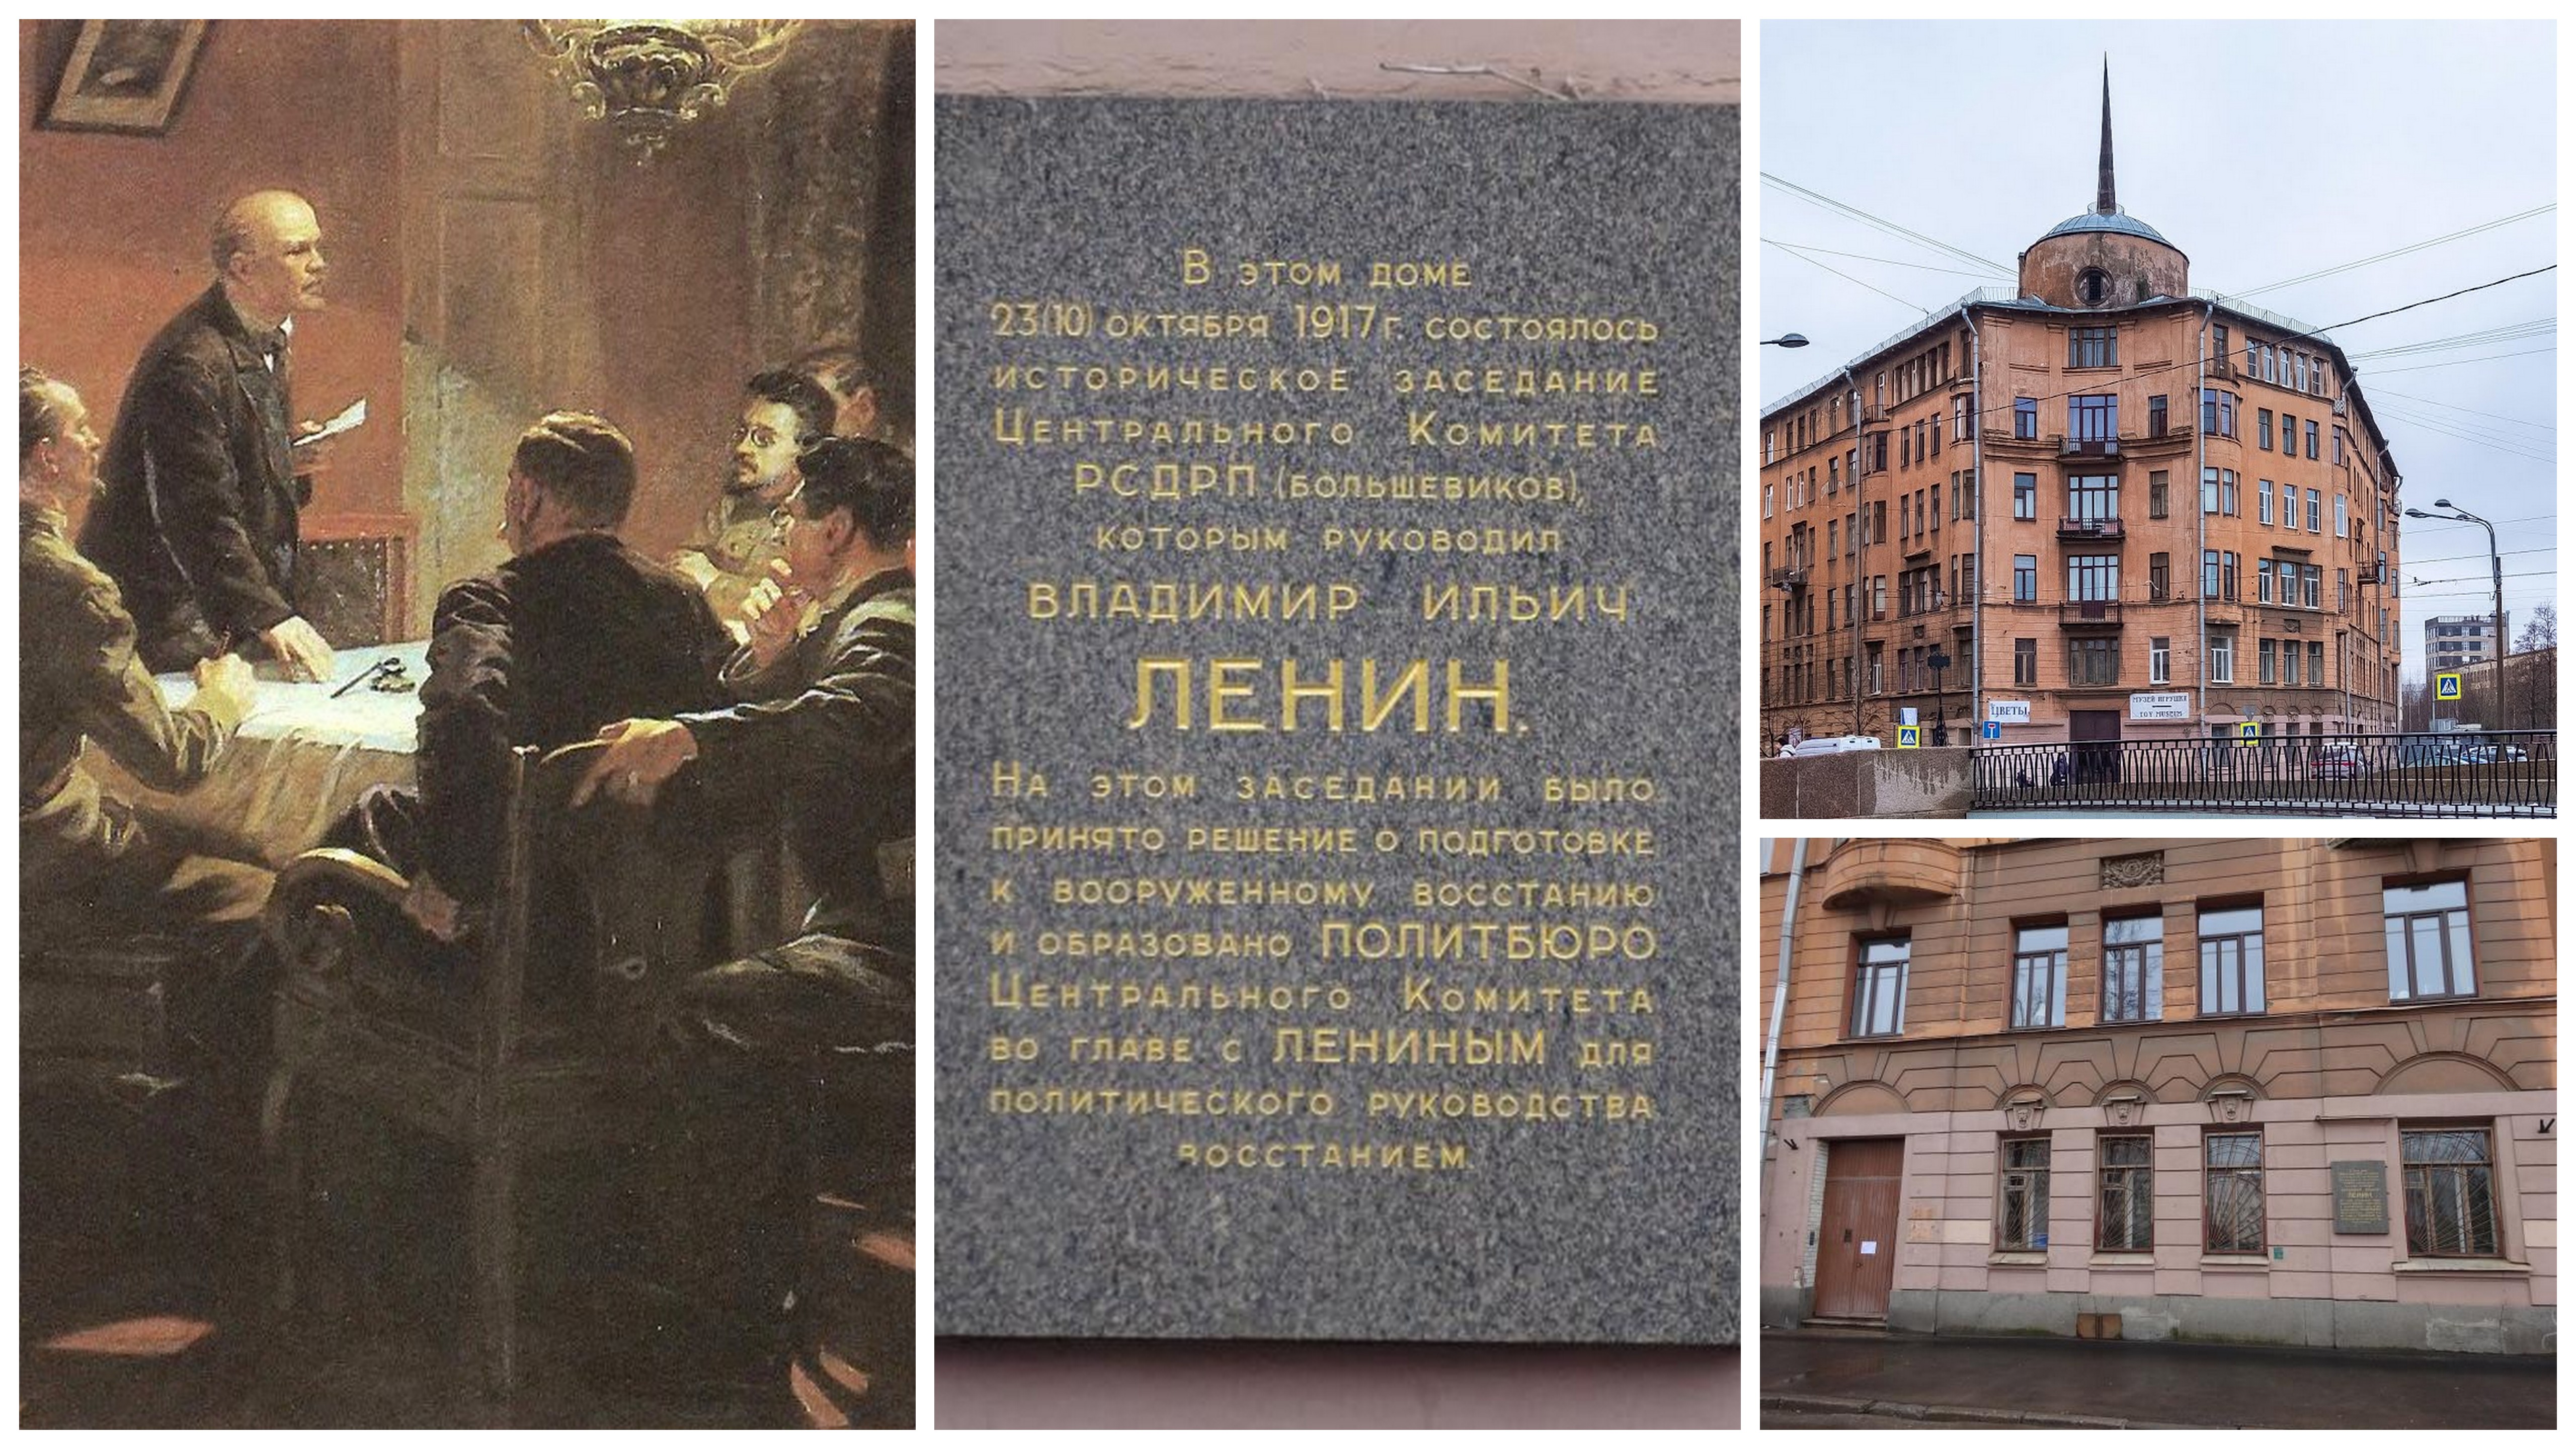 В этом доме
23(10) октября 1917 г. состоялось
историческое заседание
Центрального Комитета
РСДРП (большевиков),
которым руководил
ВЛАДИМИР ИЛЬИЧ
ЛЕНИН.
На этом заседании было
принято решение о подготовке
к вооруженному восстанию
и образовано ПОЛИТБЮРО
Центрального Комитета
во главе с ЛЕНИНЫМ для
политического руководства
восстанием.
ЦВЕТЫ
МУЗЕЙ ИГРУШКИ
TOY MUSEUM
ЛЕНИН